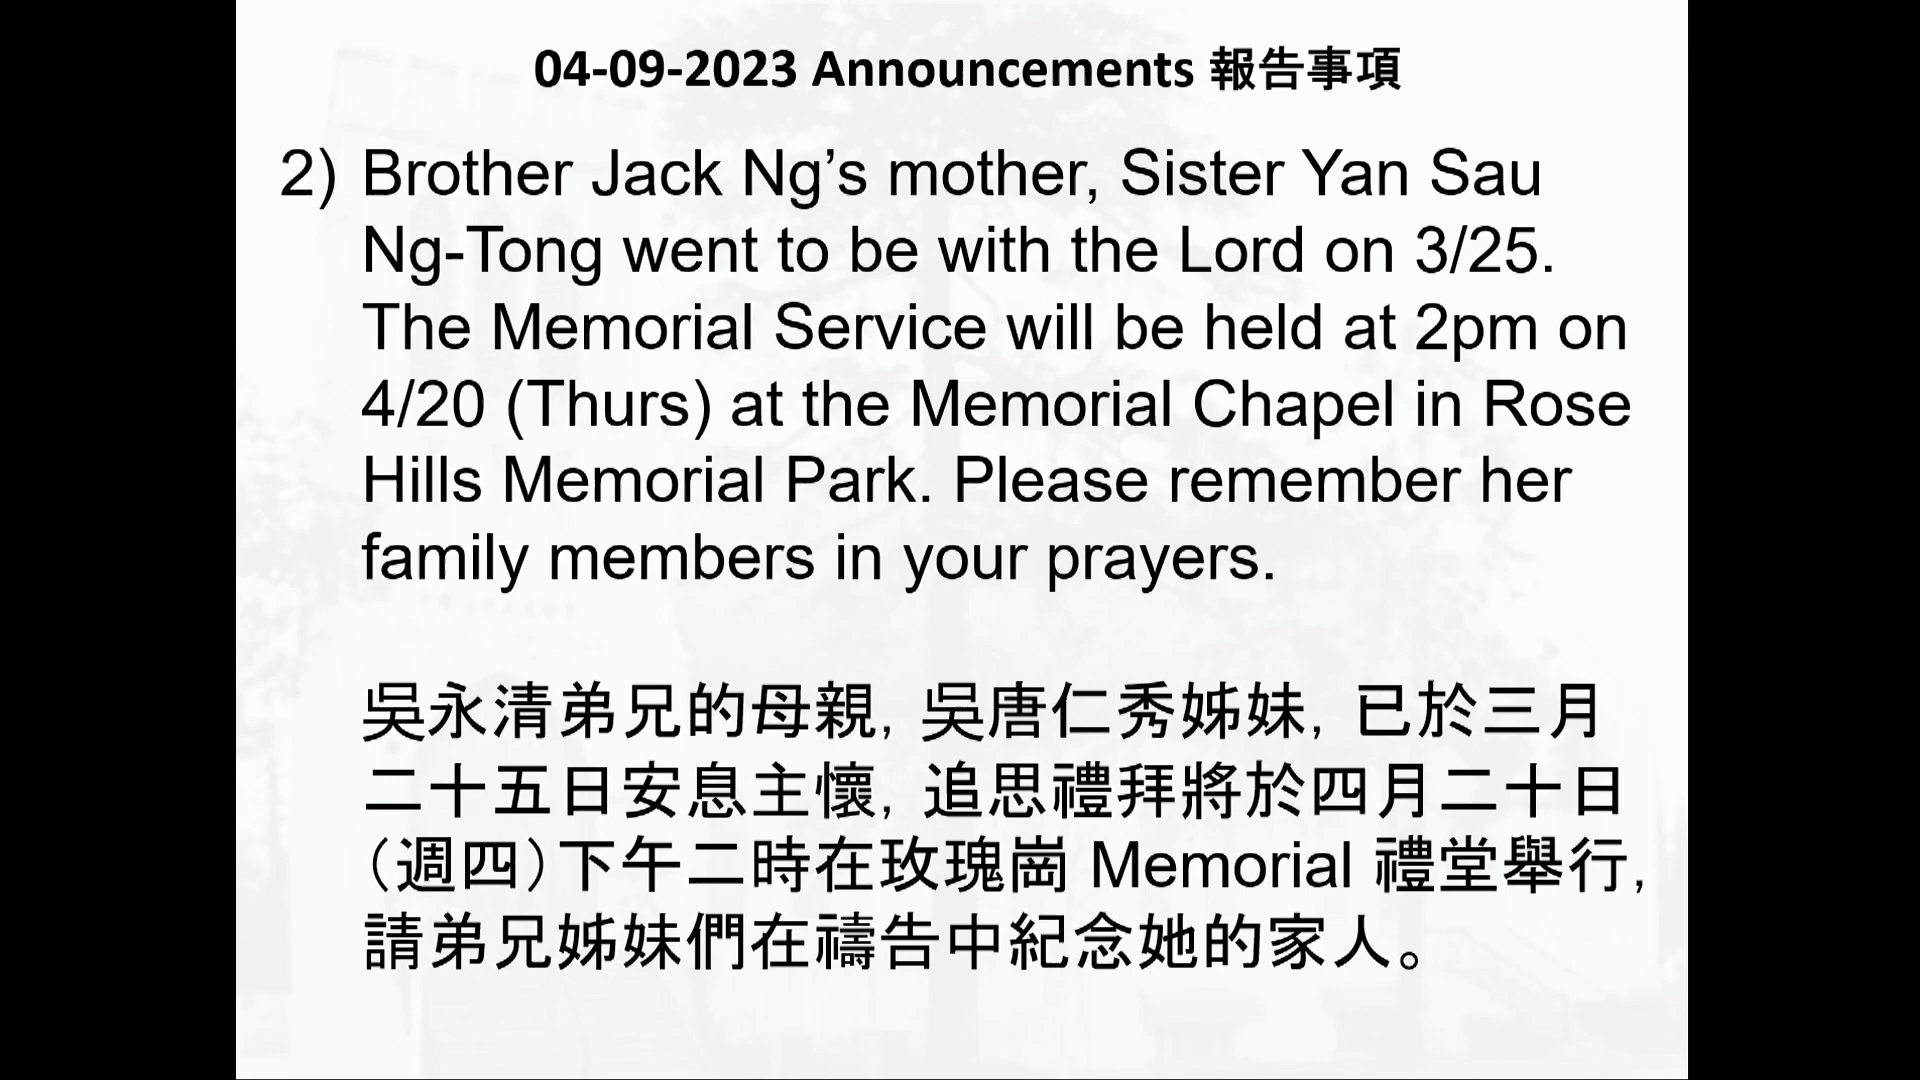 04-09-2023 Announcements 報告事項
2) Brother Jack Ng’s mother, Sister Yan Sau
Ng-Tong went to be with the Lord on 3/25.
The Memorial Service will be held at 2pm on
4/20 (Thurs) at the Memorial Chapel in Rose
Hills Memorial Park. Please remember her
family members in your prayers.
吳永清弟兄的母親, 吳唐仁秀姊妹, 已於三月
二十五日安息主懷, 追思禮拜將於四月二十日
(週四)下午二時在玫瑰崗 Memorial 禮堂舉行,
請弟兄姊妹們在禱告中紀念她的家人。